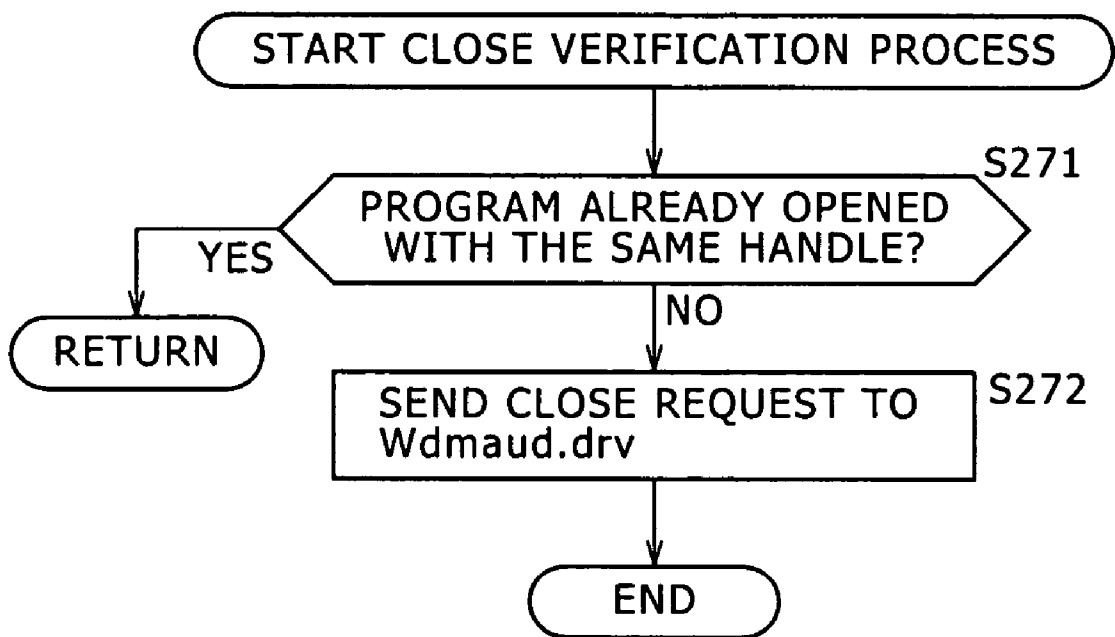 START CLOSE VERIFICATION PROCESS
S271
PROGRAM ALREADY OPENED
WITH THE SAME HANDLE?
YES
NO
RETURN
S272
SEND CLOSE REQUEST TO
Wdmaud.drv
END